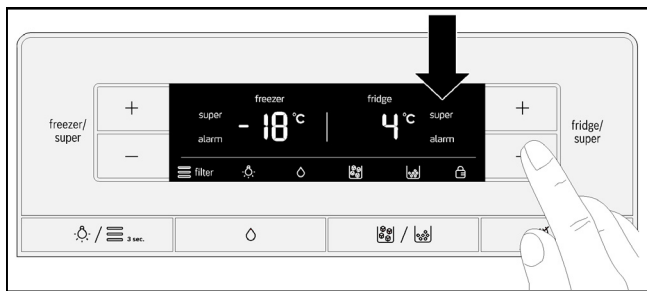 freezer/
super
+
−
freezer
super
alarm
-18 °C
fridge
4 °C
super
alarm
filter
+
fridge/
super
/ 3 sec.
/